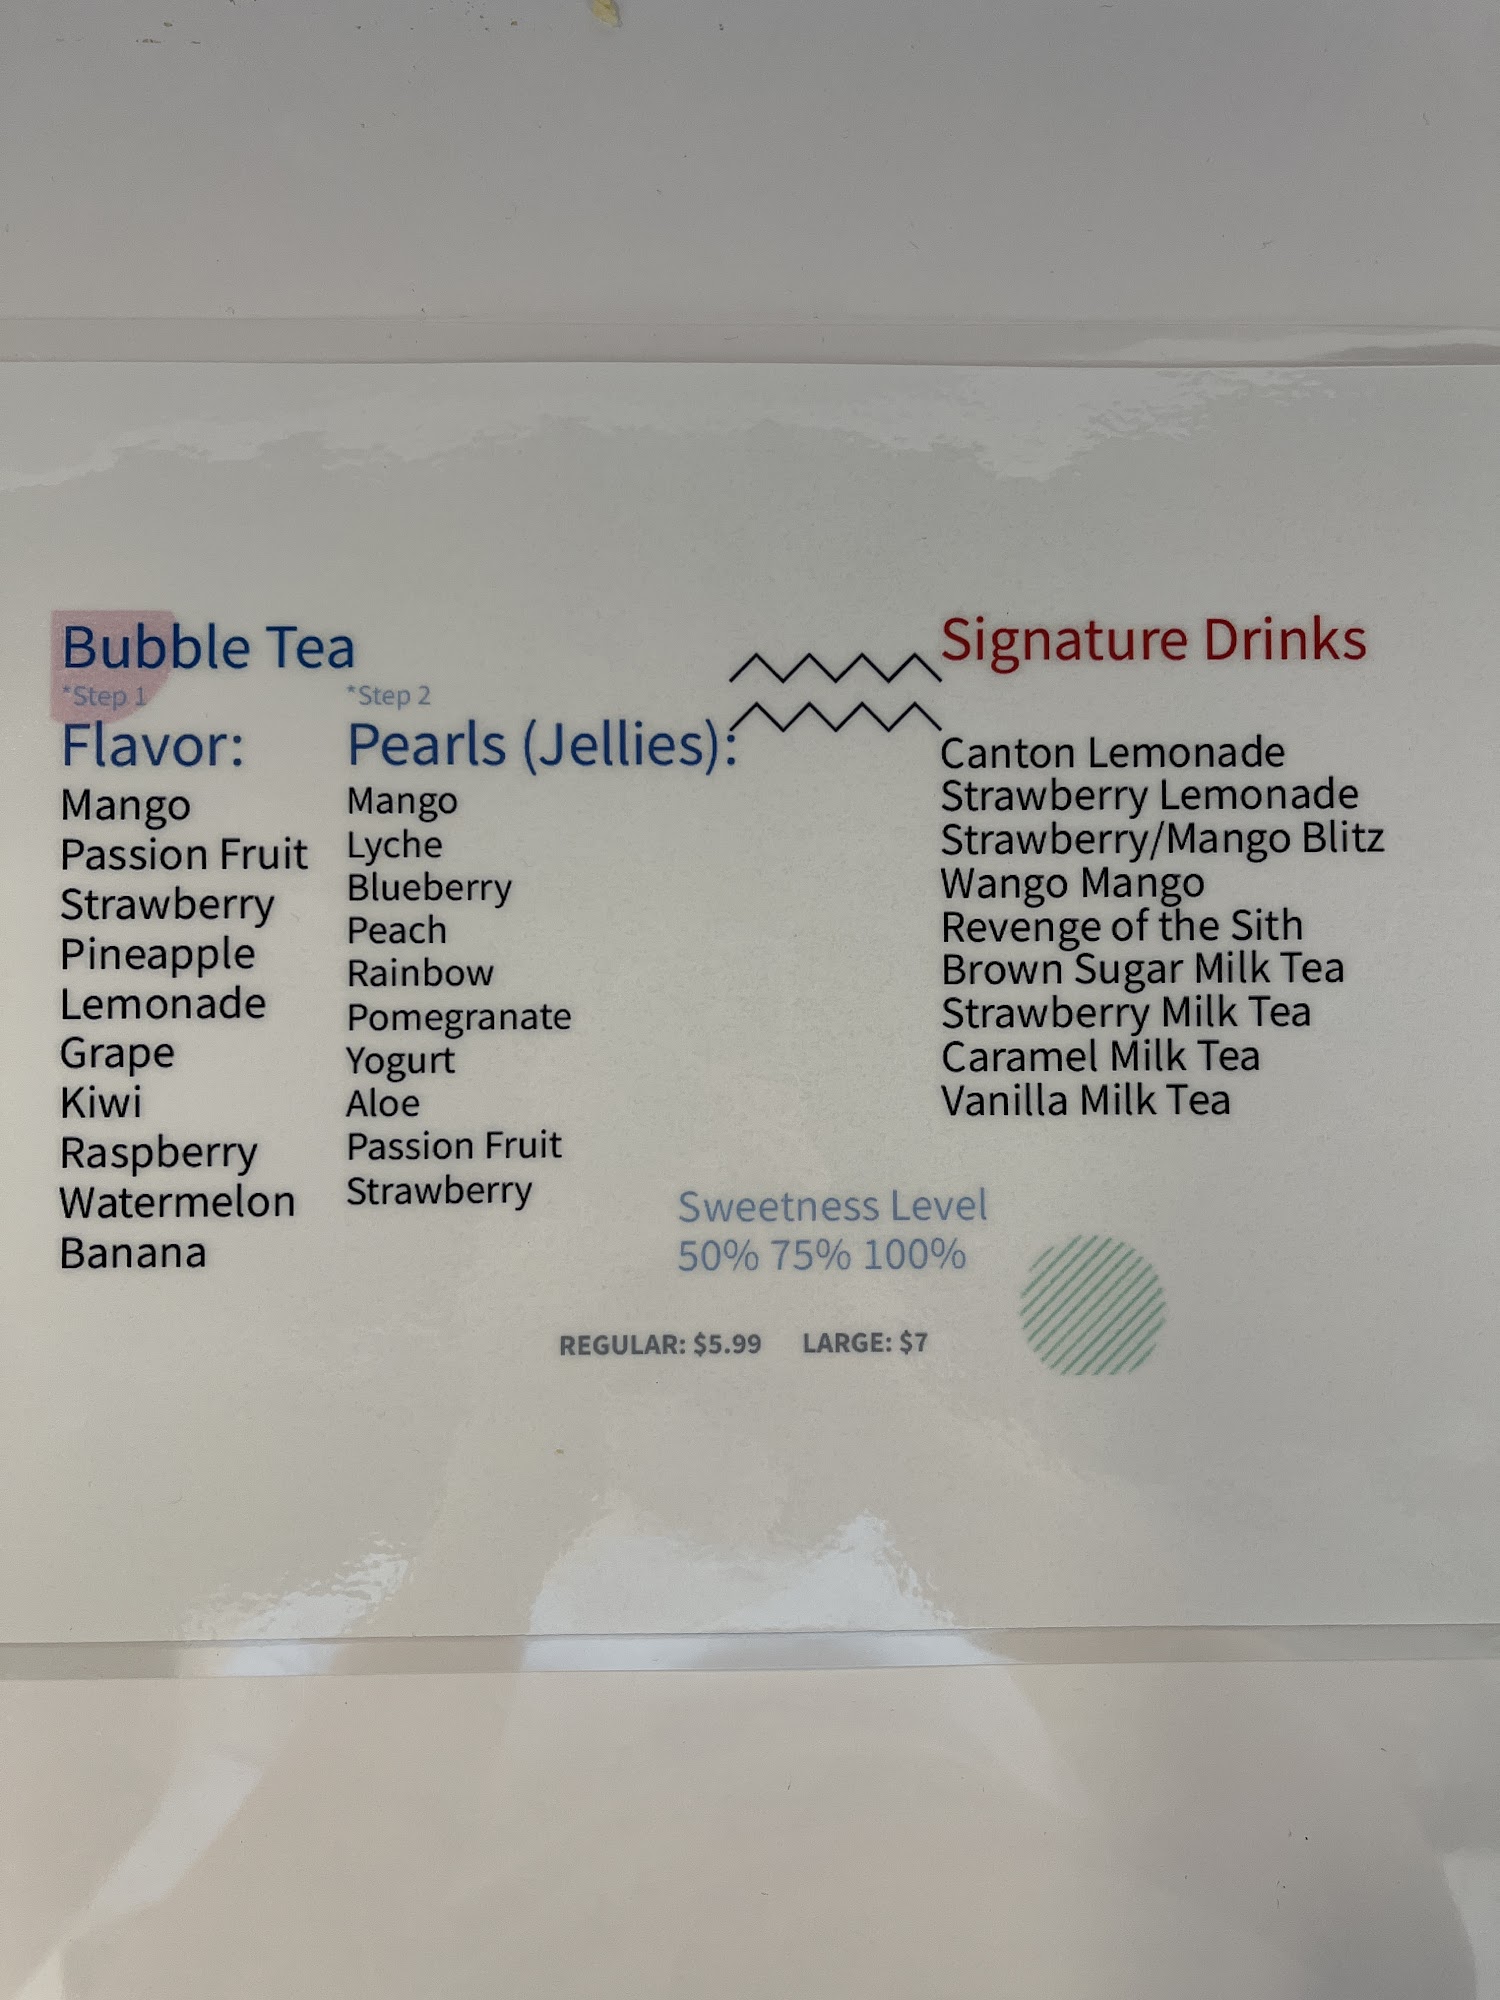 Bubble Tea
*Step 1
Flavor:
Mango
Passion Fruit
Strawberry
Pineapple
Lemonade
Grape
Kiwi
Raspberry
Watermelon
Banana
*Step 2
Pearls (Jellies):
Mango
Lyche
Blueberry
Peach
Rainbow
Pomegranate
Yogurt
Aloe
Passion Fruit
Strawberry
Signature Drinks
Canton Lemonade
Strawberry Lemonade
Strawberry/Mango Blitz
Wango Mango
Revenge of the Sith
Brown Sugar Milk Tea
Strawberry Milk Tea
Caramel Milk Tea
Vanilla Milk Tea
Sweetness Level
50% 75% 100%
REGULAR: $5.99 LARGE: $7